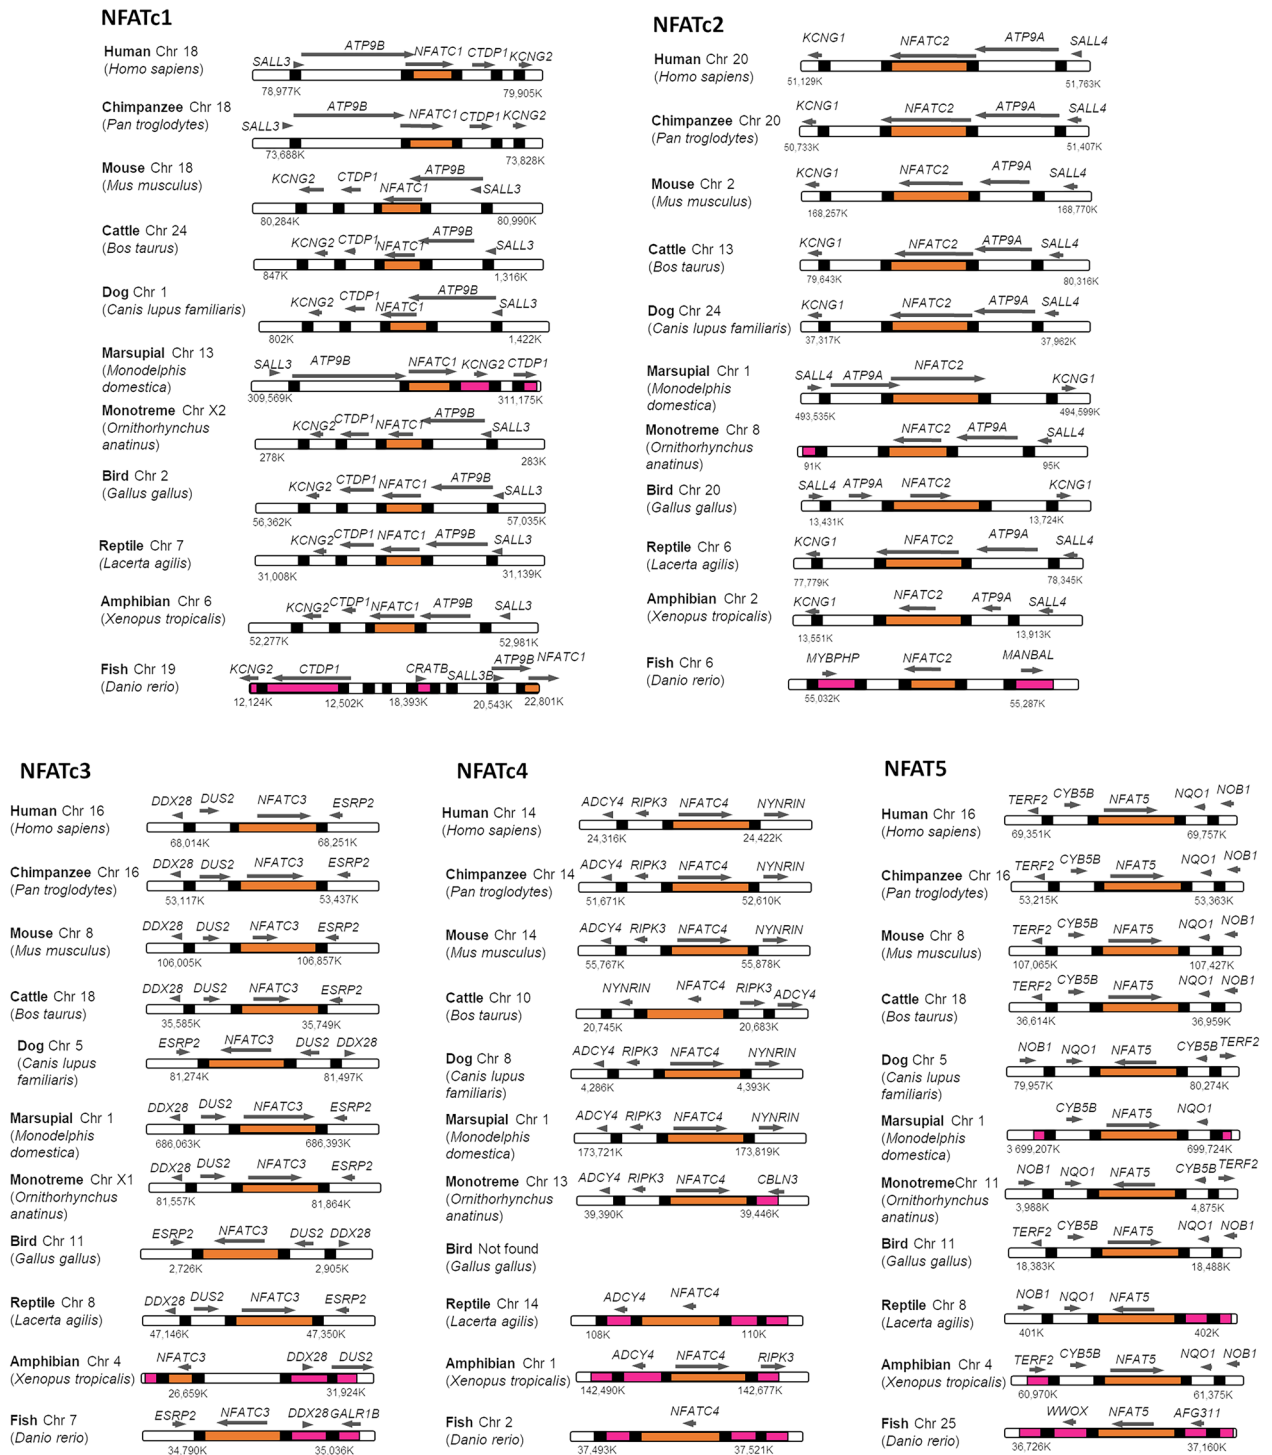 NFATc1
Human Chr 18
(Homo sapiens)
SALL3 ATP9B NFATC1 CTDP1 KCNG2
78,977K 79,905K
Chimpanzee Chr 18
(Pan troglodytes)
SALL3 ATP9B NFATC1 CTDP1 KCNG2
73,688K 73,828K
Mouse Chr 18
(Mus musculus)
KCNG2 CTDP1 NFATC1 ATP9B SALL3
80,284K 80,990K
Cattle Chr 24
(Bos taurus)
KCNG2 CTDP1 NFATC1 ATP9B SALL3
847K 1,316K
Dog Chr 1
(Canis lupus familiaris)
KCNG2 CTDP1 NFATC1 ATP9B SALL3
802K 1,422K
Marsupial Chr 13
(Monodelphis
domestica)
SALL3 ATP9B NFATC1 KCNG2 CTDP1
309,569K 311,175K
Monotreme Chr X2
(Ornithorhynchus
anatinus)
KCNG2 CTDP1 NFATC1 ATP9B SALL3
278K 283K
Bird Chr 2
(Gallus gallus)
KCNG2 CTDP1 NFATC1 ATP9B SALL3
56,362K 57,035K
Reptile Chr 7
(Lacerta agilis)
KCNG2 CTDP1 NFATC1 ATP9B SALL3
31,008K 31,139K
Amphibian Chr 6
(Xenopus tropicalis)
KCNG2 CTDP1 NFATC1 ATP9B SALL3
52,277K 52,981K
Fish Chr 19
(Danio rerio)
KCNG2 CTDP1 CRATB SALL3B ATP9B NFATC1
12,124K 12,502K 18,393K 20,543K 22,801K
NFATc2
Human Chr 20
(Homo sapiens)
KCNG1 NFATC2 ATP9A SALL4
51,129K 51,763K
Chimpanzee Chr 20
(Pan troglodytes)
KCNG1 NFATC2 ATP9A SALL4
50,733K 51,407K
Mouse Chr 2
(Mus musculus)
KCNG1 NFATC2 ATP9A SALL4
168,257K 168,770K
Cattle Chr 13
(Bos taurus)
KCNG1 NFATC2 ATP9A SALL4
79,643K 80,316K
Dog Chr 24
(Canis lupus familiaris)
KCNG1 NFATC2 ATP9A SALL4
37,317K 37,962K
Marsupial Chr 1
(Monodelphis
domestica)
SALL4 ATP9A NFATC2 KCNG1
493,535K 494,599K
Monotreme Chr 8
(Ornithorhynchus
anatinus)
NFATC2 ATP9A SALL4
91K 95K
Bird Chr 20
(Gallus gallus)
SALL4 ATP9A NFATC2 KCNG1
13,431K 13,724K
Reptile Chr 6
(Lacerta agilis)
KCNG1 NFATC2 ATP9A SALL4
77,779K 78,345K
Amphibian Chr 2
(Xenopus tropicalis)
KCNG1 NFATC2 ATP9A SALL4
13,551K 13,913K
Fish Chr 6
(Danio rerio)
MYBPHP NFATC2 MANBAL
55,032K 55,287K
NFATc3
Human Chr 16
(Homo sapiens)
DDX28 DUS2 NFATC3 ESRP2
68,014K 68,251K
Chimpanzee Chr 16
(Pan troglodytes)
DDX28 DUS2 NFATC3 ESRP2
53,117K 53,437K
Mouse Chr 8
(Mus musculus)
DDX28 DUS2 NFATC3 ESRP2
106,005K 106,857K
Cattle Chr 18
(Bos taurus)
DDX28 DUS2 NFATC3 ESRP2
35,585K 35,749K
Dog Chr 5
(Canis lupus
familiaris)
ESRP2 NFATC3 DUS2 DDX28
81,274K 81,497K
Marsupial Chr 1
(Monodelphis
domestica)
DDX28 DUS2 NFATC3 ESRP2
686,063K 686,393K
Monotreme Chr X1
(Ornithorhynchus
anatinus)
DDX28 DUS2 NFATC3 ESRP2
81,557K 81,864K
Bird Chr 11
(Gallus gallus)
ESRP2 NFATC3 DUS2 DDX28
2,726K 2,905K
Reptile Chr 8
(Lacerta agilis)
DDX28 DUS2 NFATC3 ESRP2
47,146K 47,350K
Amphibian Chr 4
(Xenopus tropicalis)
NFATC3 DDX28 DUS2
26,659K 31,924K
Fish Chr 7
(Danio rerio)
ESRP2 NFATC3 DDX28 GALR1B
34,790K 35,036K
NFATc4
Human Chr 14
(Homo sapiens)
ADCY4 RIPK3 NFATC4 NYNRIN
24,316K 24,422K
Chimpanzee Chr 14
(Pan troglodytes)
ADCY4 RIPK3 NFATC4 NYNRIN
51,671K 52,610K
Mouse Chr 14
(Mus musculus)
ADCY4 RIPK3 NFATC4 NYNRIN
55,767K 55,878K
Cattle Chr 10
(Bos taurus)
NYNRIN NFATC4 RIPK3 ADCY4
20,745K 20,683K
Dog Chr 8
(Canis lupus
familiaris)
ADCY4 RIPK3 NFATC4 NYNRIN
4,286K 4,393K
Marsupial Chr 1
(Monodelphis
domestica)
ADCY4 RIPK3 NFATC4 NYNRIN
173,721K 173,819K
Monotreme Chr 13
(Ornithorhynchus
anatinus)
ADCY4 RIPK3 NFATC4 CBLN3
39,390K 39,446K
Bird Not found
(Gallus gallus)
Reptile Chr 14
(Lacerta agilis)
ADCY4 NFATC4
108K 110K
Amphibian Chr 1
(Xenopus tropicalis)
ADCY4 NFATC4 RIPK3
142,490K 142,677K
Fish Chr 2
(Danio rerio)
NFATC4
37,493K 37,521K
NFAT5
Human Chr 16
(Homo sapiens)
TERF2 CYB5B NFAT5 NQO1 NOB1
69,351K 69,757K
Chimpanzee Chr 16
(Pan troglodytes)
TERF2 CYB5B NFAT5 NQO1 NOB1
53,215K 53,363K
Mouse Chr 8
(Mus musculus)
TERF2 CYB5B NFAT5 NQO1 NOB1
107,065K 107,427K
Cattle Chr 18
(Bos taurus)
TERF2 CYB5B NFAT5 NQO1 NOB1
36,614K 36,959K
Dog Chr 5
(Canis lupus
familiaris)
NOB1 NQO1 NFAT5 CYB5B TERF2
79,957K 80,274K
Marsupial Chr 1
(Monodelphis
domestica)
CYB5B NFAT5 NQO1
3 699,207K 699,724K
MonotremeChr 11
(Ornithorhynchus
anatinus)
NOB1 NQO1 NFAT5 CYB5B TERF2
3,988K 4,875K
Bird Chr 11
(Gallus gallus)
TERF2 CYB5B NFAT5 NQO1 NOB1
18,383K 18,488K
Reptile Chr 8
(Lacerta agilis)
NOB1 NQO1 NFAT5
401K 402K
Amphibian Chr 4
(Xenopus tropicalis)
TERF2 CYB5B NFAT5 NQO1 NOB1
60,970K 61,375K
Fish Chr 25
(Danio rerio)
WWOX NFAT5 AFG311
36,726K 37,160K